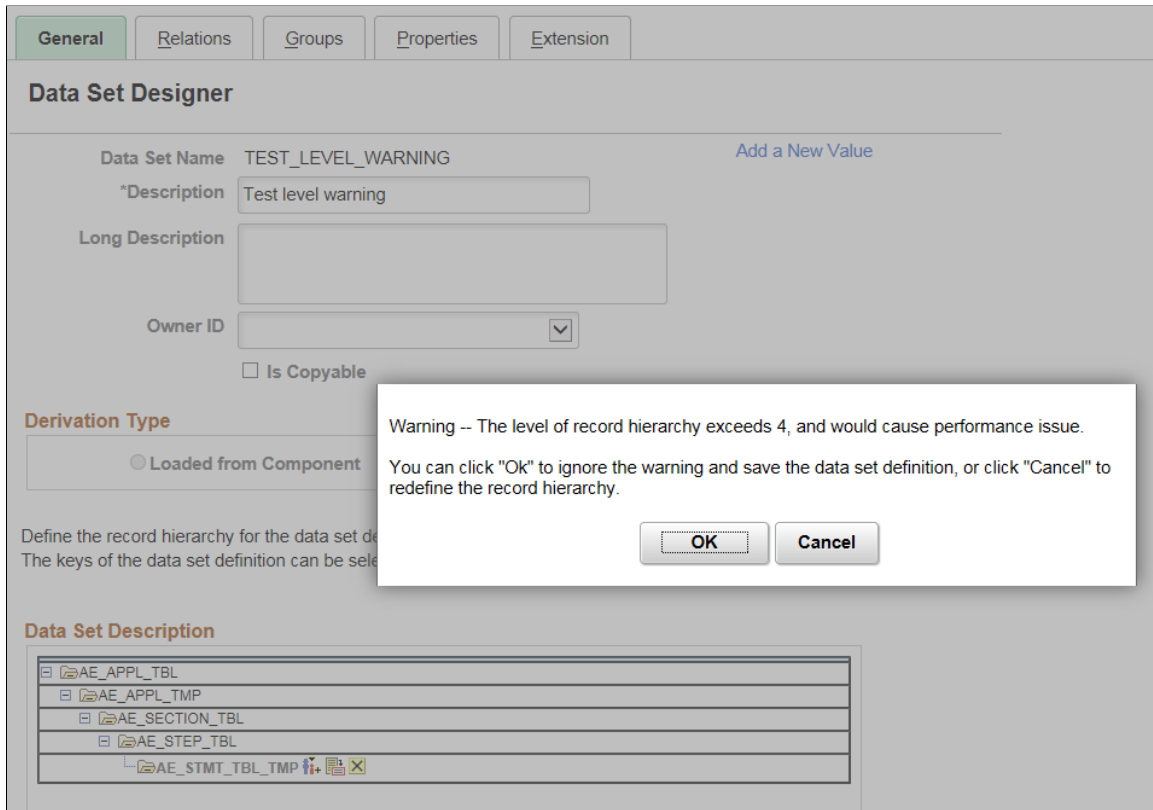 General Relations Groups Properties Extension
Data Set Designer
Data Set Name TEST_LEVEL_WARNING Add a New Value
*Description Test level warning
Long Description
Owner ID
Is Copyable
Derivation Type
Loaded from Component
Warning -- The level of record hierarchy exceeds 4, and would cause performance issue.
You can click "Ok" to ignore the warning and save the data set definition, or click "Cancel" to
redefine the record hierarchy.
OK Cancel
Define the record hierarchy for the data set
The keys of the data set definition can be
Data Set Description
AE_APPL_TBL
AE_APPL_TMP
AE_SECTION_TBL
AE_STEP_TBL
AE_STMT_TBL_TMP